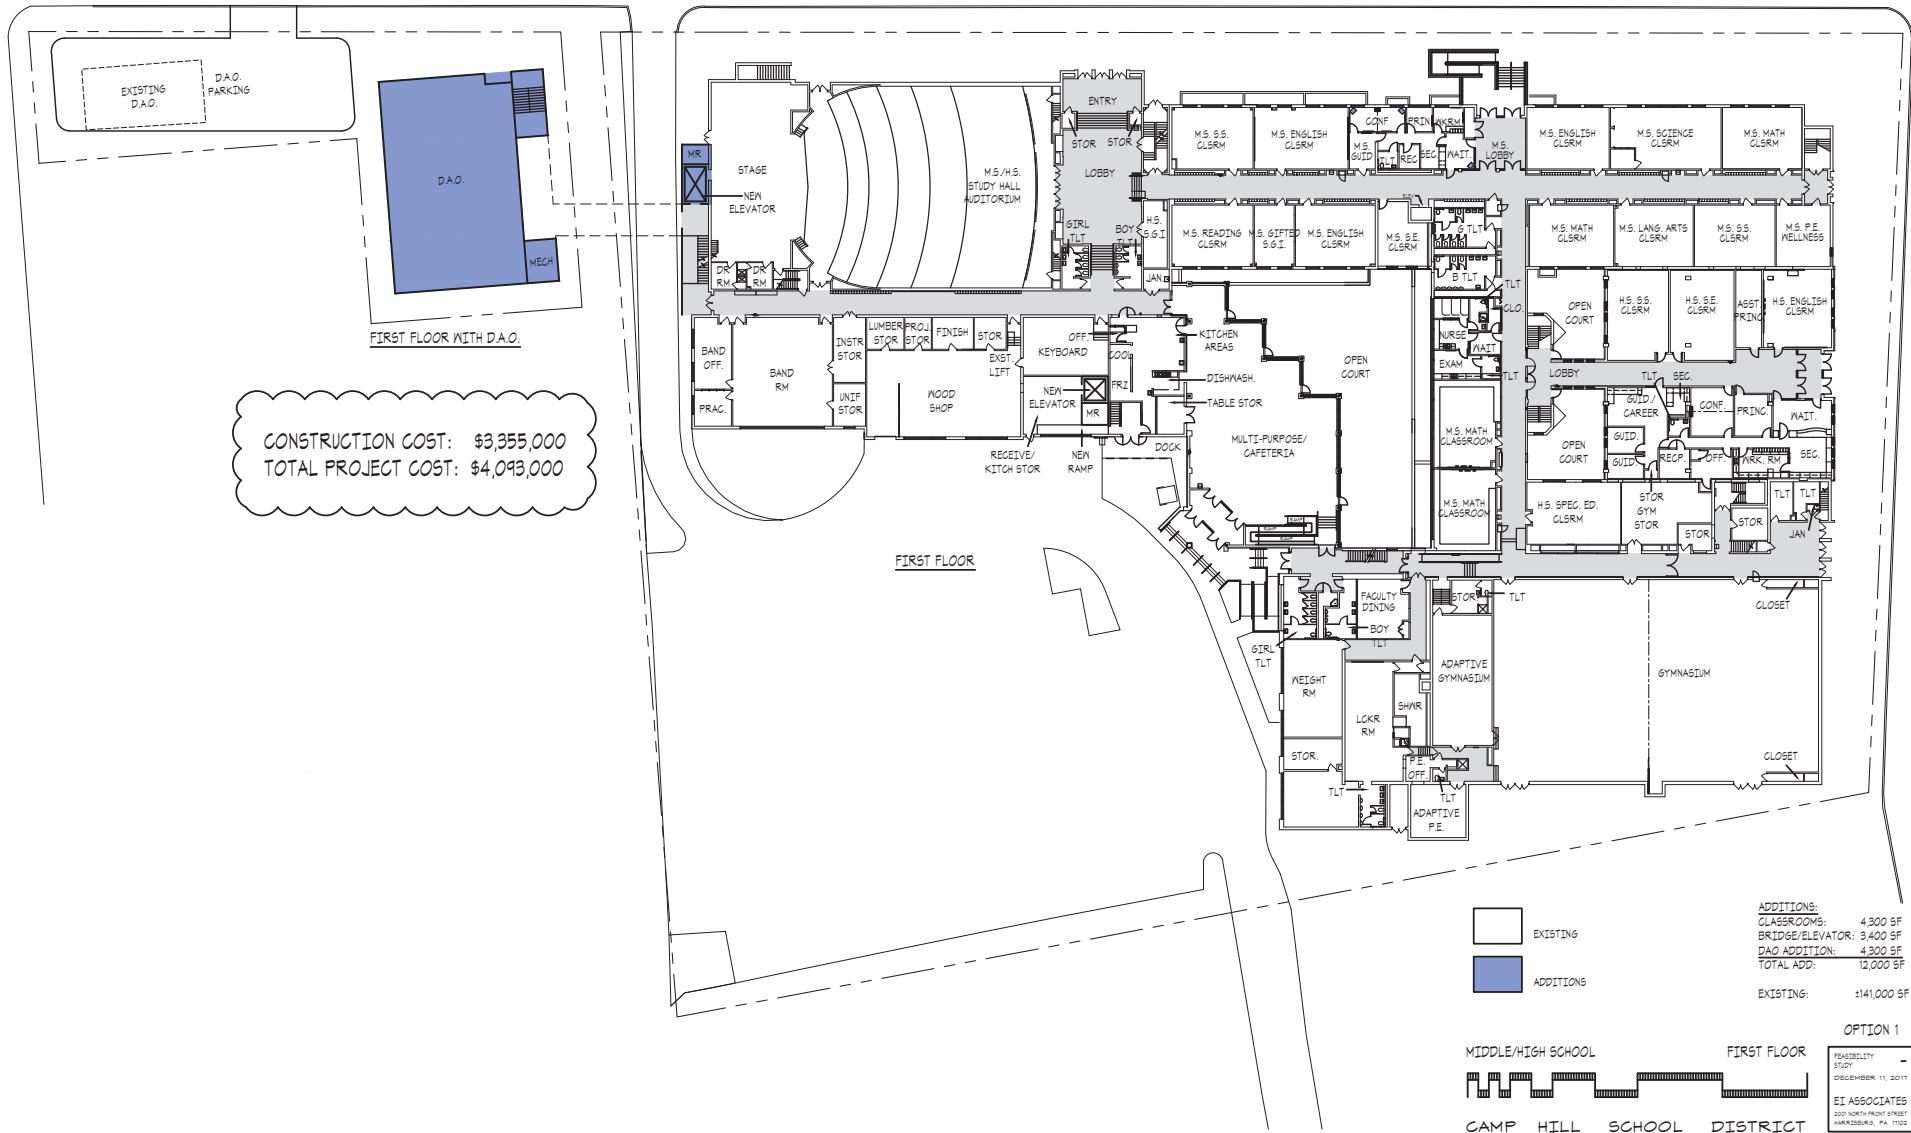 EXISTING
D.A.O.
D.A.O.
PARKING
D.A.O.
MECH
FIRST FLOOR WITH D.A.O.
CONSTRUCTION COST: $3,355,000
TOTAL PROJECT COST: $4,093,000
MR
STAGE
NEW
ELEVATOR
DR
RM
DR
RM
M.S./H.S.
STUDY HALL
AUDITORIUM
ENTRY
STOR
STOR
LOBBY
GIRL
TLT
BOY
TLT
H.S.
S.G.I
JAN.
M.S. S.S.
CLSRM
M.S. ENGLISH
CLSRM
CONF
PRIN
WKRM
M.S.
GUID
TLT
REC
SEC.
WAIT.
M.S.
LOBBY
M.S. ENGLISH
CLSRM
M.S. SCIENCE
CLSRM
M.S. MATH
CLSRM
M.S. READING
CLSRM
M.S. GIFTED
S.G.I.
M.S. ENGLISH
CLSRM
M.S. S.E.
CLSRM
G TLT
B TLT
M.S. MATH
CLSRM
M.S. LANG. ARTS
CLSRM
M.S. S.S.
CLSRM
M.S. P.E.
WELLNESS
TLT
CLO.
NURSE
WAIT
EXAM
TLT
OPEN
COURT
H.S. S.S.
CLSRM
H.S. S.E.
CLSRM
ASST.
PRINC
H.S. ENGLISH
CLSRM
LOBBY
TLT
SEC.
BAND
OFF.
PRAC.
BAND
RM
INSTR
STOR
UNIF
STOR
LUMBER
STOR
PROJ.
STOR
FINISH
STOR
EXST.
LIFT
WOOD
SHOP
KEYBOARD
OFF.
COOL
FRZ
NEW
ELEVATOR
MR
RECEIVE/
KITCH STOR
NEW
RAMP
DOCK
KITCHEN
AREAS
DISHWASH.
TABLE STOR
OPEN
COURT
MULTI-PURPOSE/
CAFETERIA
RAMP
RAMP
RAMP
M.S. MATH
CLASSROOM
M.S. MATH
CLASSROOM
OPEN
COURT
GUID./
CAREER
GUID.
GUID.
CONF.
PRINC.
WAIT.
RECP.
OFF.
WRK. RM
SEC.
H.S. SPEC. ED.
CLSRM
STOR
GYM
STOR
STOR
STOR
TLT
TLT
JAN
FIRST FLOOR
FACULTY
DINING
BOY
TLT
GIRL
TLT
WEIGHT
RM
LCKR
RM
SHWR
STOR.
TLT
P.E.
OFF.
TLT
ADAPTIVE
P.E.
STOR.
TLT
ADAPTIVE
GYMNASIUM
GYMNASIUM
CLOSET
CLOSET
EXISTING
ADDITIONS
ADDITIONS:
CLASSROOMS: 4,300 SF
BRIDGE/ELEVATOR: 3,400 SF
DAO ADDITION: 4,300 SF
TOTAL ADD: 12,000 SF
EXISTING: ±141,000 SF
OPTION 1
MIDDLE/HIGH SCHOOL FIRST FLOOR
CAMP HILL SCHOOL DISTRICT
FEASIBILITY
STUDY
DECEMBER 11, 2017
EI ASSOCIATES
2001 NORTH FRONT STREET
HARRISBURG, PA 17102